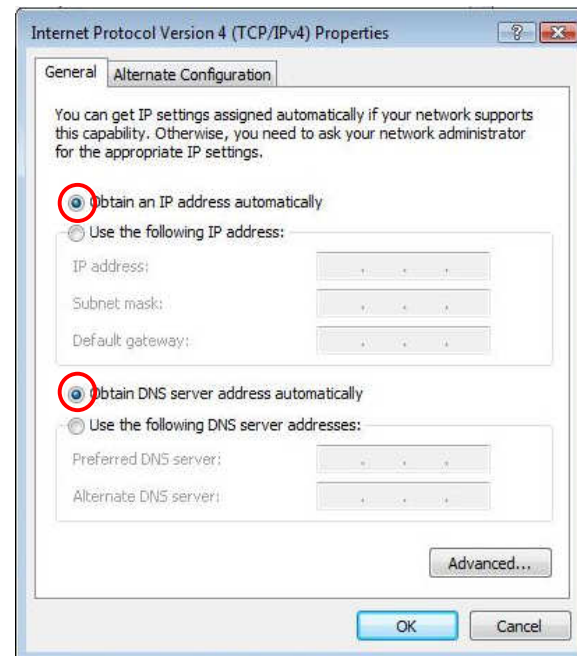 Internet Protocol Version 4 (TCP/IPv4) Properties
General
Alternate Configuration
You can get IP settings assigned automatically if your network supports
this capability. Otherwise, you need to ask your network administrator
for the appropriate IP settings.
Obtain an IP address automatically
Use the following IP address:
IP address:
Subnet mask:
Default gateway:
Obtain DNS server address automatically
Use the following DNS server addresses:
Preferred DNS server:
Alternate DNS server:
Advanced...
OK
Cancel